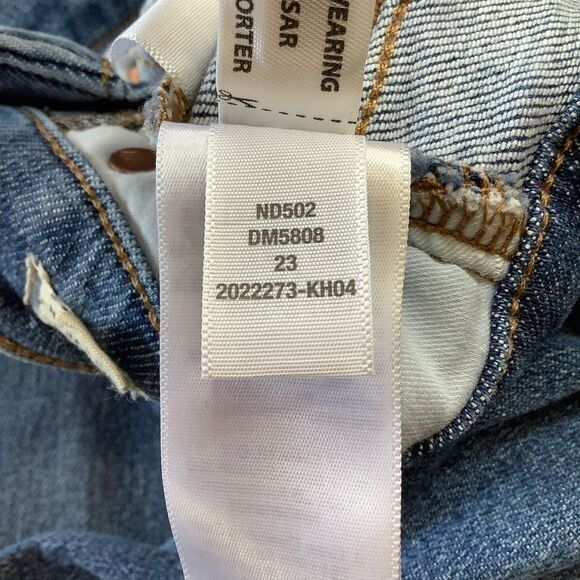 WEARING
SAR
ORTER
ND502
DM5808
23
2022273-KH04